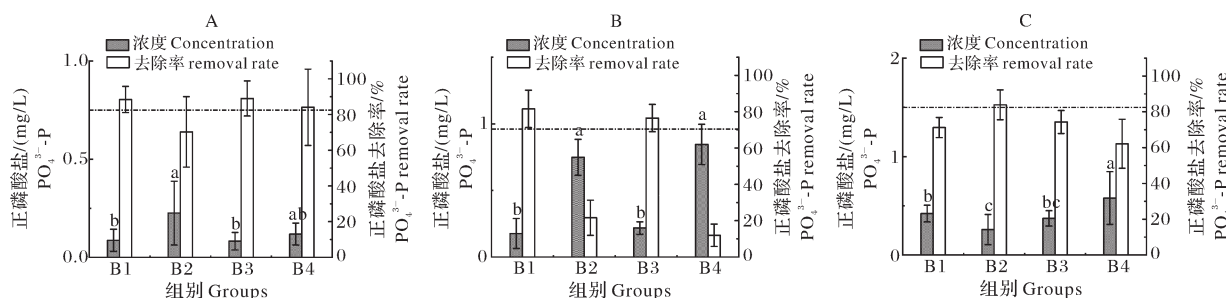 A
浓度 Concentration
去除率 removal rate
正磷酸盐/(mg/L)
PO₄³⁻-P
1.0
0.5
0.0
b
a
b
ab
100
80
60
40
20
0
正磷酸盐去除率/%
PO₄³⁻-P removal rate
B1 B2 B3 B4
组别 Groups
B
浓度 Concentration
去除率 removal rate
正磷酸盐/(mg/L)
PO₄³⁻-P
1
0
b
a
b
a
100
80
60
40
20
0
正磷酸盐去除率/%
PO₄³⁻-P removal rate
B1 B2 B3 B4
组别 Groups
C
浓度 Concentration
去除率 removal rate
正磷酸盐/(mg/L)
PO₄³⁻-P
2
1
0
b
c
bc
a
100
80
60
40
20
0
正磷酸盐去除率/%
PO₄³⁻-P removal rate
B1 B2 B3 B4
组别 Groups